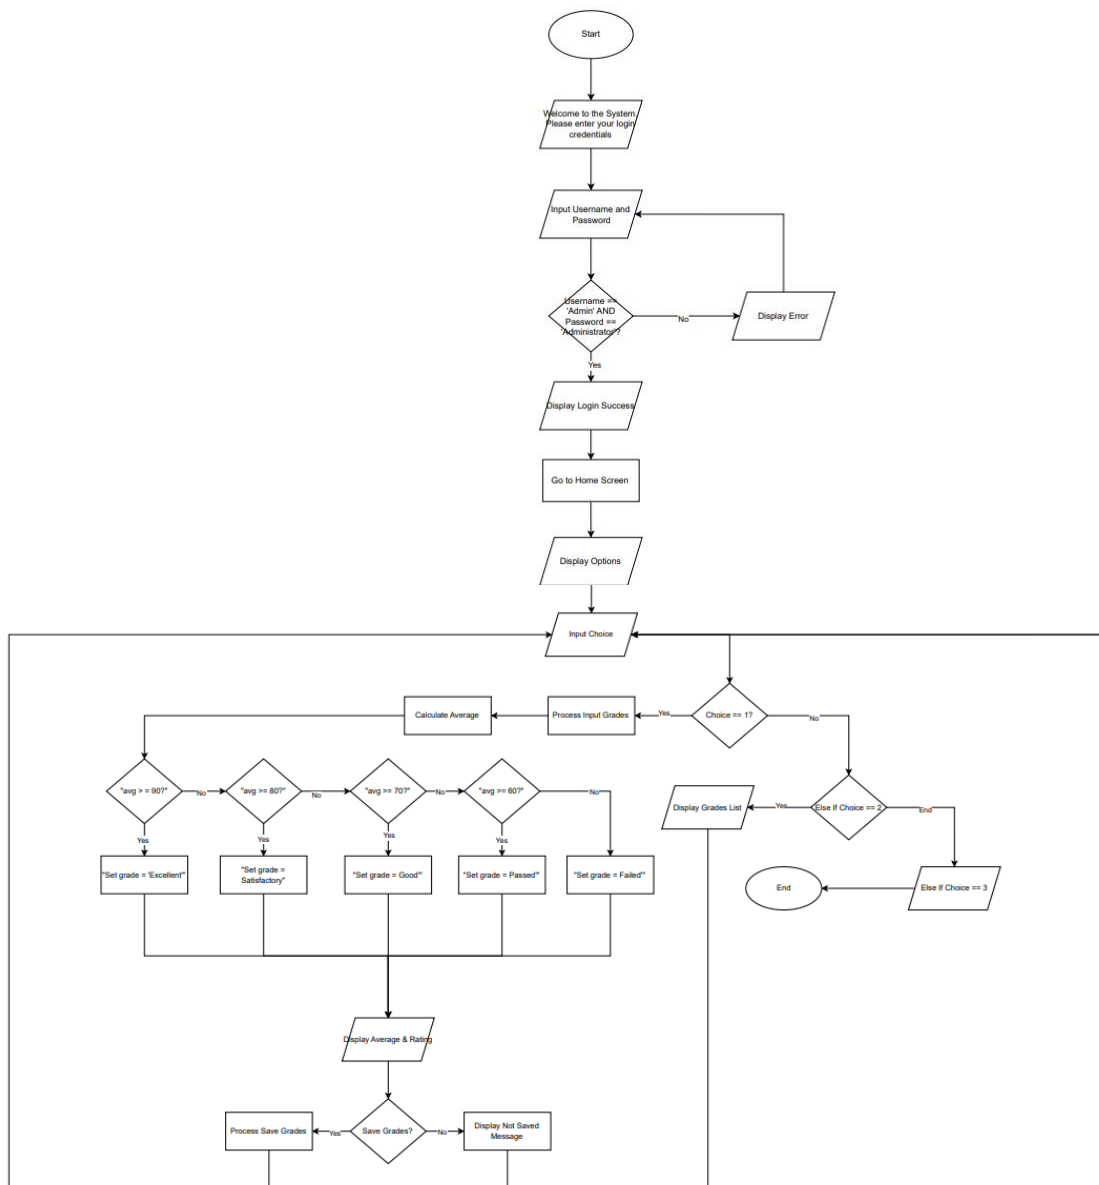 Start
Welcome to the System.
Please enter your login
credentials
Input Username and
Password
Username ==
'Admin' AND
Password ==
'Administrator'?
No
Display Error
Yes
Display Login Success
Go to Home Screen
Display Options
Input Choice
Choice == 1?
Yes
Process Input Grades
Calculate Average
No
"avg > = 90?"
No
"avg >= 80?"
No
"avg >= 70?"
No
"avg >= 60?"
No
Yes
Yes
Yes
Yes
"Set grade = 'Excellent'"
"Set grade =
Satisfactory"
"Set grade = Good'"
"Set grade = Passed'"
"Set grade = Failed'"
Else If Choice == 2
Yes
Display Grades List
End
Else If Choice == 3
End
Display Average & Rating
Save Grades?
Yes
Process Save Grades
No
Display Not Saved
Message